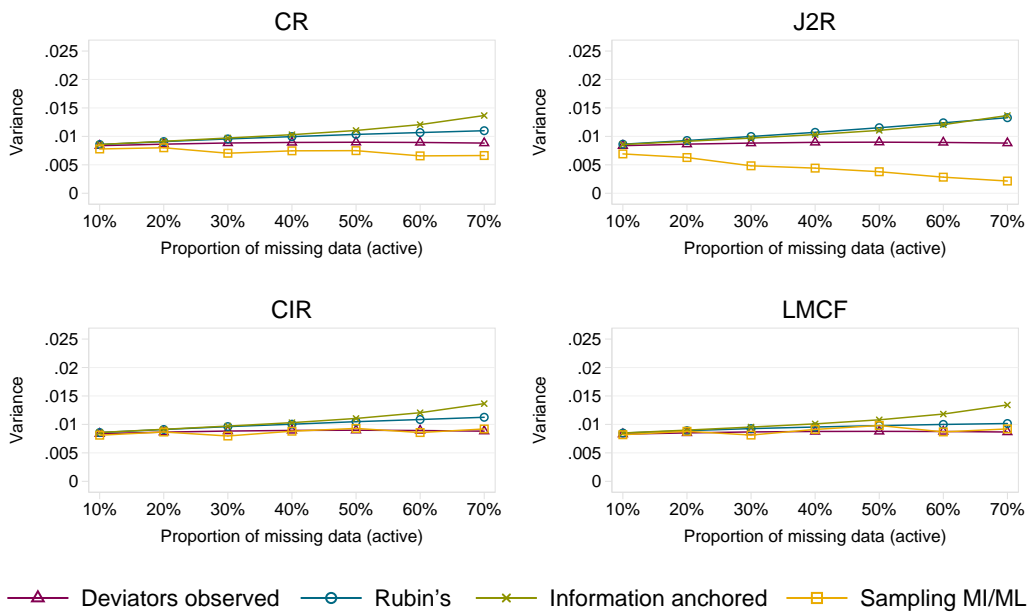 CR
.025
.02
.015
.01
.005
0
Variance
10% 20% 30% 40% 50% 60% 70%
Proportion of missing data (active)
J2R
.025
.02
.015
.01
.005
0
Variance
10% 20% 30% 40% 50% 60% 70%
Proportion of missing data (active)
CIR
.025
.02
.015
.01
.005
0
Variance
10% 20% 30% 40% 50% 60% 70%
Proportion of missing data (active)
LMCF
.025
.02
.015
.01
.005
0
Variance
10% 20% 30% 40% 50% 60% 70%
Proportion of missing data (active)
Deviators observed Rubin's Information anchored Sampling MI/ML